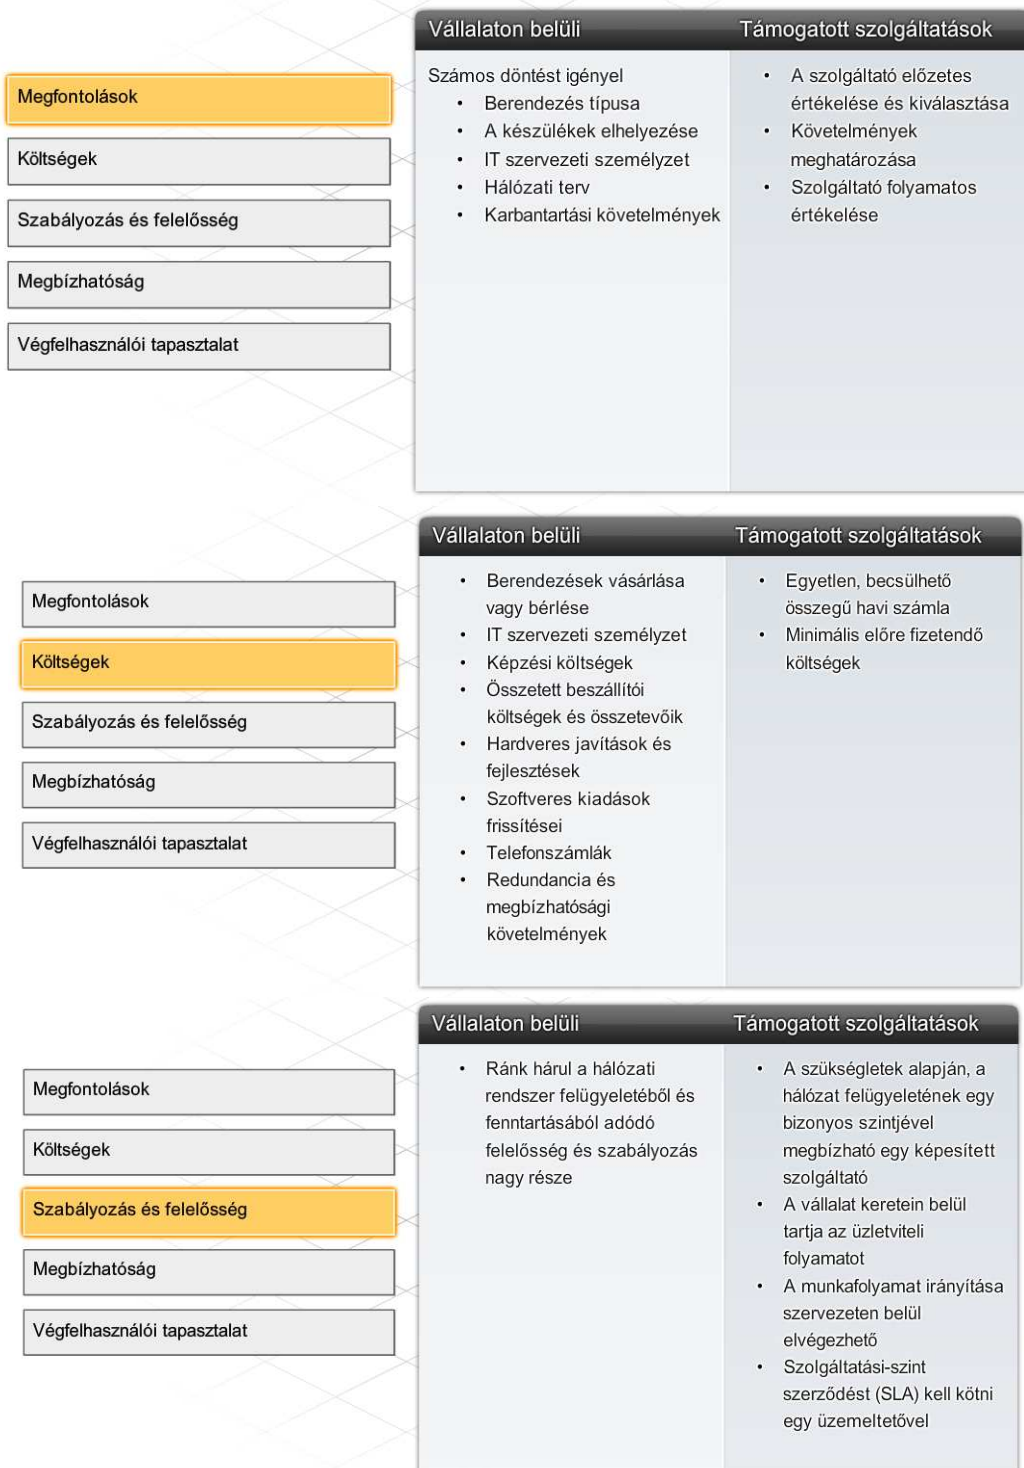 Megfontolások
Költségek
Szabályozás és felelősség
Megbízhatóság
Végfelhasználói tapasztalat
Vállalaton belüli
Számos döntést igényel
• Berendezés típusa
• A készülékek elhelyezése
• IT szervezeti személyzet
• Hálózati terv
• Karbantartási követelmények
Támogatott szolgáltatások
• A szolgáltató előzetes
értékelése és kiválasztása
• Követelmények
meghatározása
• Szolgáltató folyamatos
értékelése
Megfontolások
Költségek
Szabályozás és felelősség
Megbízhatóság
Végfelhasználói tapasztalat
Vállalaton belüli
• Berendezések vásárlása
vagy bérlése
• IT szervezeti személyzet
• Képzési költségek
• Összetett beszállítói
költségek és összetevőik
• Hardveres javítások és
fejlesztések
• Szoftveres kiadások
frissítései
• Telefonszámlák
• Redundancia és
megbízhatósági
követelmények
Támogatott szolgáltatások
• Egyetlen, becsülhető
összegű havi számla
• Minimális előre fizetendő
költségek
Megfontolások
Költségek
Szabályozás és felelősség
Megbízhatóság
Végfelhasználói tapasztalat
Vállalaton belüli
• Ránk hárul a hálózati
rendszer felügyeletéből és
fenntartásából adódó
felelősség és szabályozás
nagy része
Támogatott szolgáltatások
• A szükségletek alapján, a
hálózat felügyeletének egy
bizonyos szintjével
megbízható egy képesített
szolgáltató
• A vállalat keretein belül
tartja az üzletviteli
folyamatot
• A munkafolyamat irányítása
szervezeten belül
elvégezhető
• Szolgáltatási-szint
szerződést (SLA) kell kötni
egy üzemeltetővel